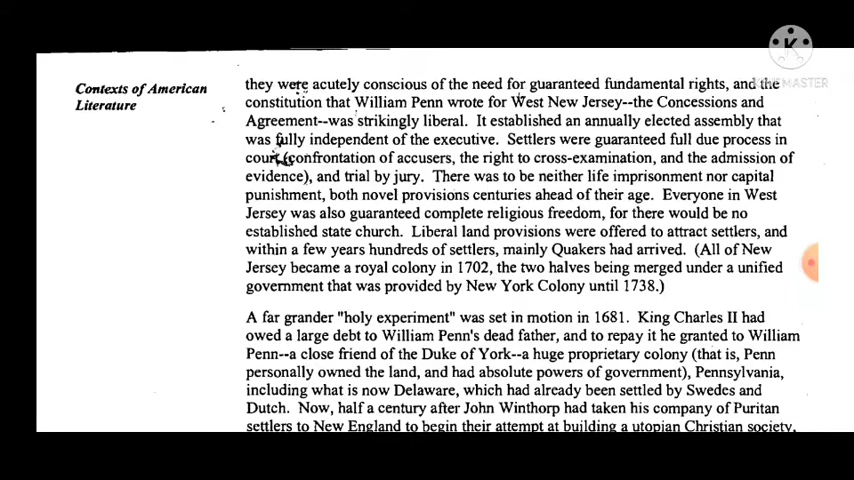 Contexts of American
Literature
they were acutely conscious of the need for guaranteed fundamental rights, and the
constitution that William Penn wrote for West New Jersey--the Concessions and
Agreement--was strikingly liberal. It established an annually elected assembly that
was fully independent of the executive. Settlers were guaranteed full due process in
court (confrontation of accusers, the right to cross-examination, and the admission of
evidence), and trial by jury. There was to be neither life imprisonment nor capital
punishment, both novel provisions centuries ahead of their age. Everyone in West
Jersey was also guaranteed complete religious freedom, for there would be no
established state church. Liberal land provisions were offered to attract settlers, and
within a few years hundreds of settlers, mainly Quakers had arrived. (All of New
Jersey became a royal colony in 1702, the two halves being merged under a unified
government that was provided by New York Colony until 1738.)
A far grander "holy experiment" was set in motion in 1681. King Charles II had
owed a large debt to William Penn's dead father, and to repay it he granted to William
Penn--a close friend of the Duke of York--a huge proprietary colony (that is, Penn
personally owned the land, and had absolute powers of government), Pennsylvania,
including what is now Delaware, which had already been settled by Swedes and
Dutch. Now, half a century after John Winthorp had taken his company of Puritan
settlers to New England to begin their attempt at building a utopian Christian society,
K
KINEMASTER